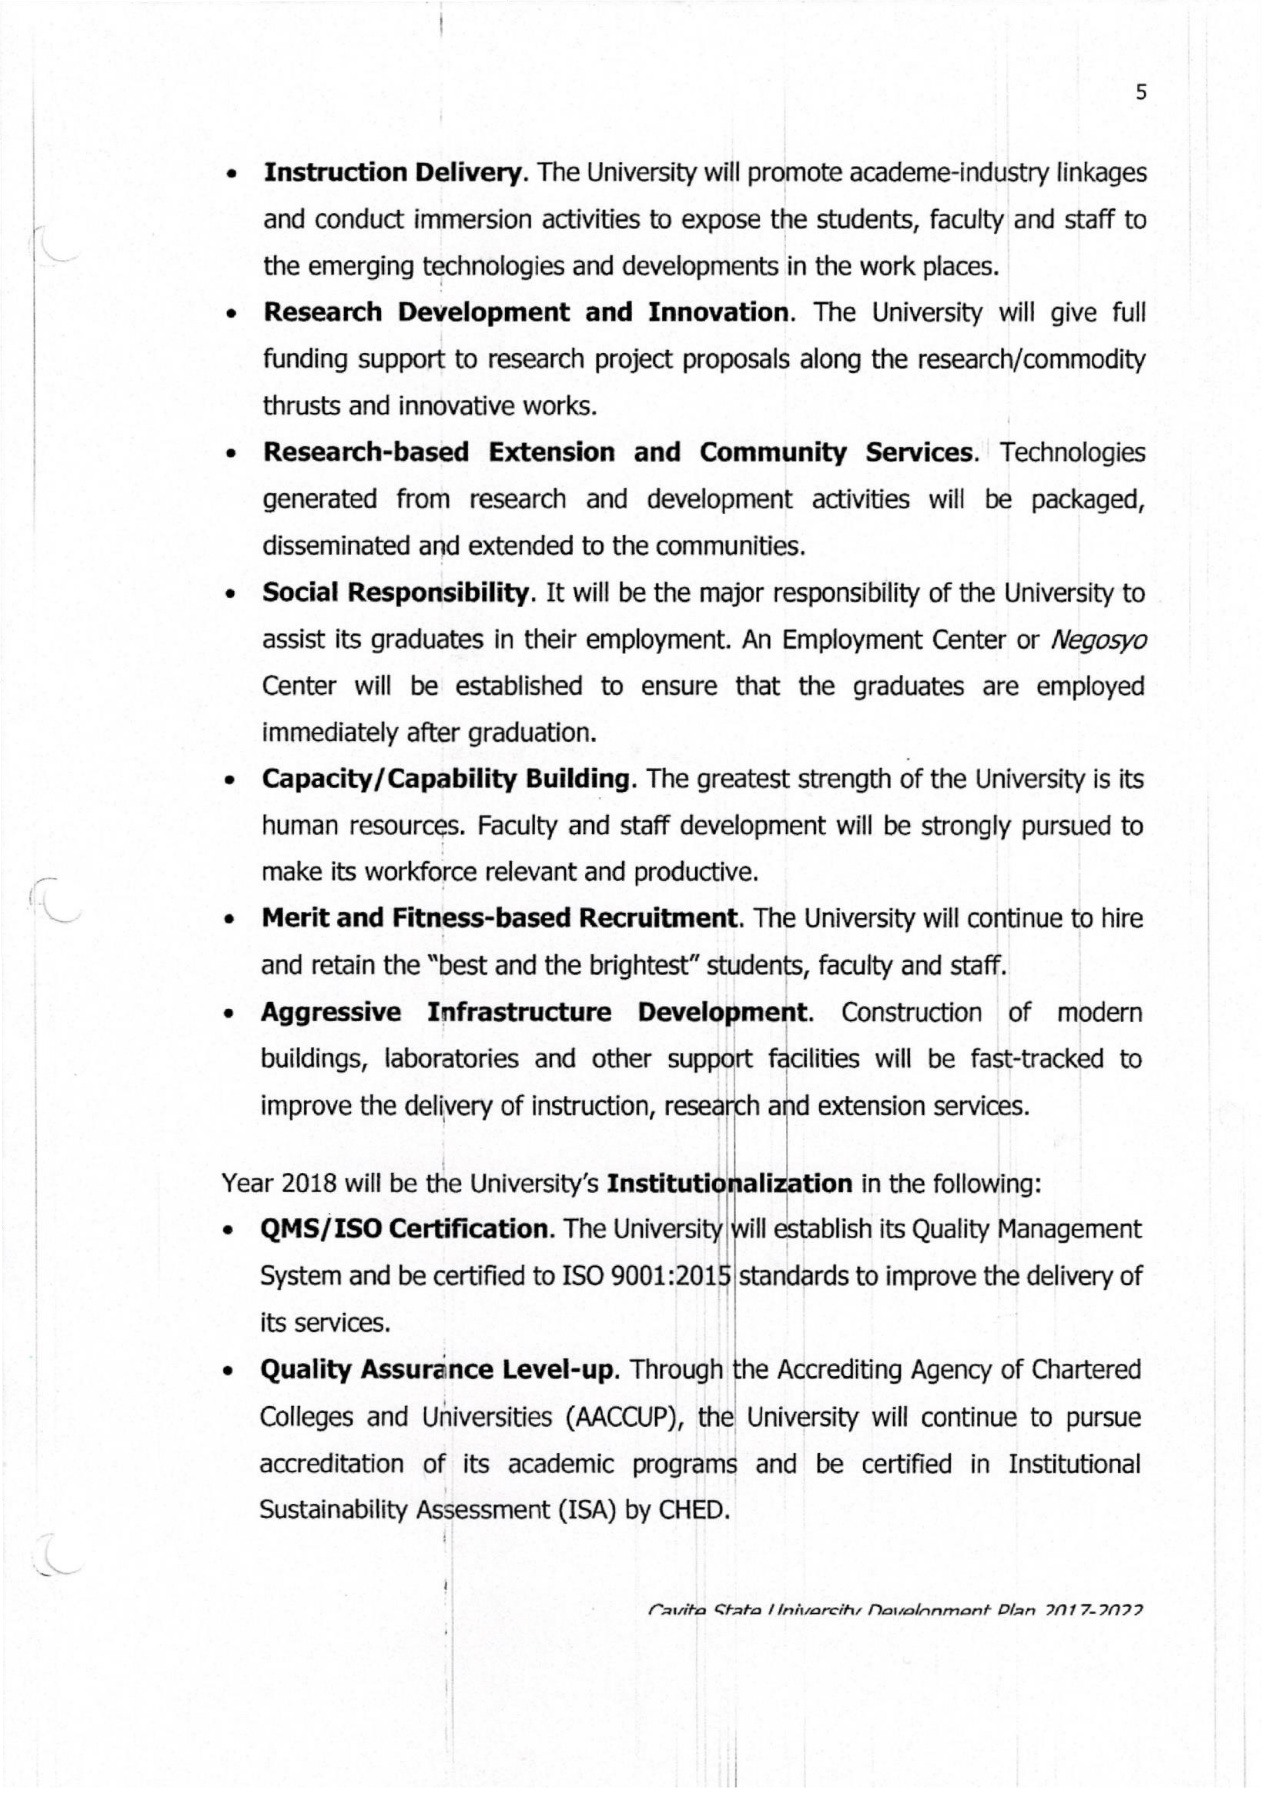 5
• Instruction Delivery. The University will promote academe-industry linkages
and conduct immersion activities to expose the students, faculty and staff to
the emerging technologies and developments in the work places.
• Research Development and Innovation. The University will give full
funding support to research project proposals along the research/commodity
thrusts and innovative works.
• Research-based Extension and Community Services. Technologies
generated from research and development activities will be packaged,
disseminated and extended to the communities.
• Social Responsibility. It will be the major responsibility of the University to
assist its graduates in their employment. An Employment Center or Negosyo
Center will be established to ensure that the graduates are employed
immediately after graduation.
• Capacity/Capability Building. The greatest strength of the University is its
human resources. Faculty and staff development will be strongly pursued to
make its workforce relevant and productive.
• Merit and Fitness-based Recruitment. The University will continue to hire
and retain the "best and the brightest" students, faculty and staff.
• Aggressive Infrastructure Development. Construction of modern
buildings, laboratories and other support facilities will be fast-tracked to
improve the delivery of instruction, research and extension services.
Year 2018 will be the University's Institutionalization in the following:
• QMS/ISO Certification. The University will establish its Quality Management
System and be certified to ISO 9001:2015 standards to improve the delivery of
its services.
• Quality Assurance Level-up. Through the Accrediting Agency of Chartered
Colleges and Universities (AACCUP), the University will continue to pursue
accreditation of its academic programs and be certified in Institutional
Sustainability Assessment (ISA) by CHED.
Cavite State University Development Plan 2017-2022